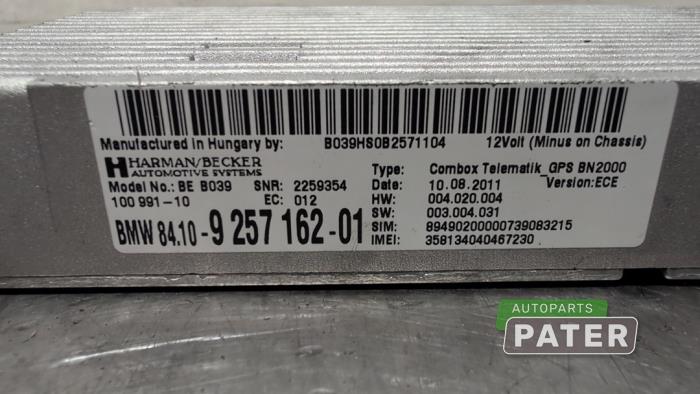 Manufactured in Hungary by:
B039HS0B2571104
12Volt (Minus on Chassis)
HARMAN/BECKER
AUTOMOTIVE SYSTEMS
Type: Combox Telematik_GPS BN2000
Model No.: BE B039 SNR: 2259354
Date: 10.08.2011 Version:ECE
100 991-10 EC: 012
HW: 004.020.004
SW: 003.004.031
BMW 84.10-9 257 162-01
SIM: 89490200000739083215
IMEI: 358134040467230
AUTOPARTS
PATER